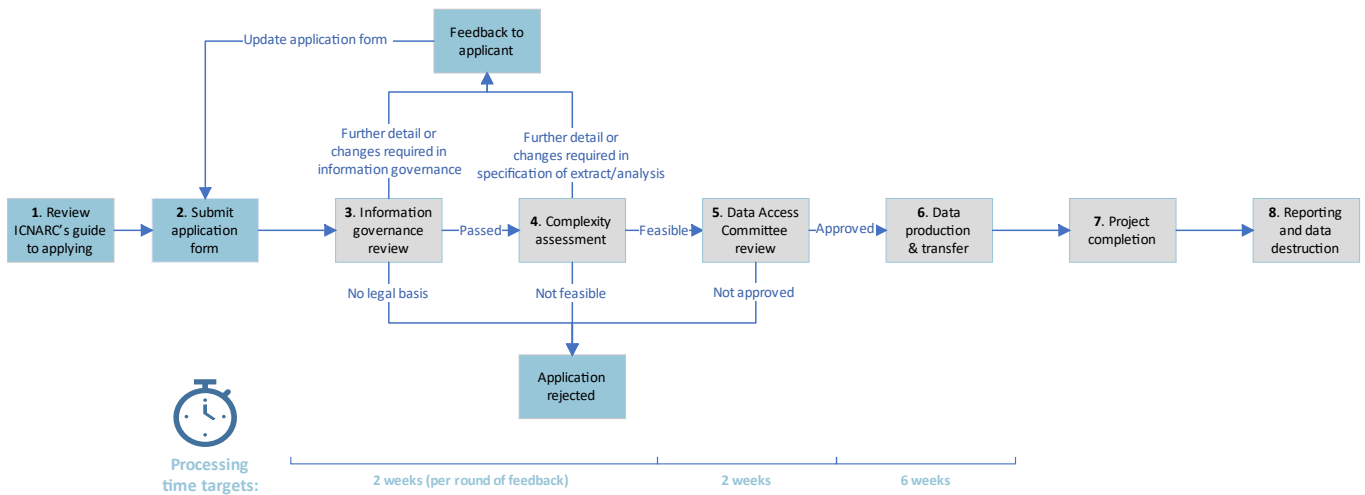 Feedback to
applicant
Update application form
Further detail or
changes required in
information governance
Further detail or
changes required in
specification of extract/analysis
1. Review
ICNARC's guide
to applying
2. Submit
application
form
3. Information
governance
review
Passed
4. Complexity
assessment
Feasible
5. Data Access
Committee
review
Approved
6. Data
production
& transfer
7. Project
completion
8. Reporting
and data
destruction
No legal basis
Not feasible
Not approved
Application
rejected
Processing
time targets:
2 weeks (per round of feedback)
2 weeks
6 weeks